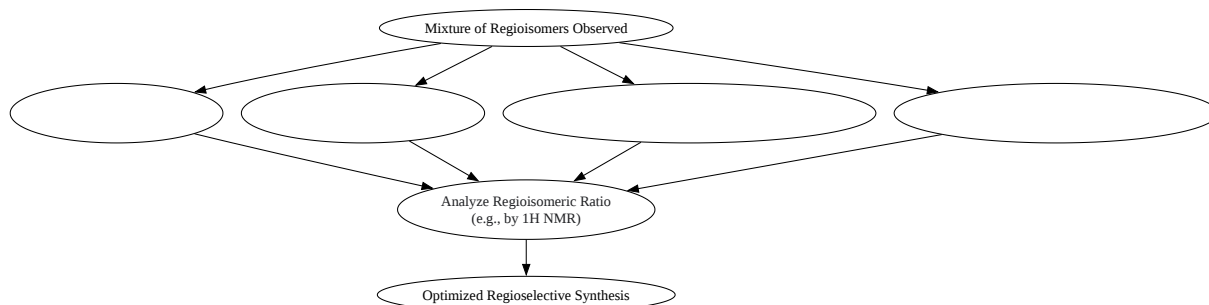 Mixture of Regioisomers Observed
Analyze Regioisomeric Ratio
(e.g., by 1H NMR)
Optimized Regioselective Synthesis